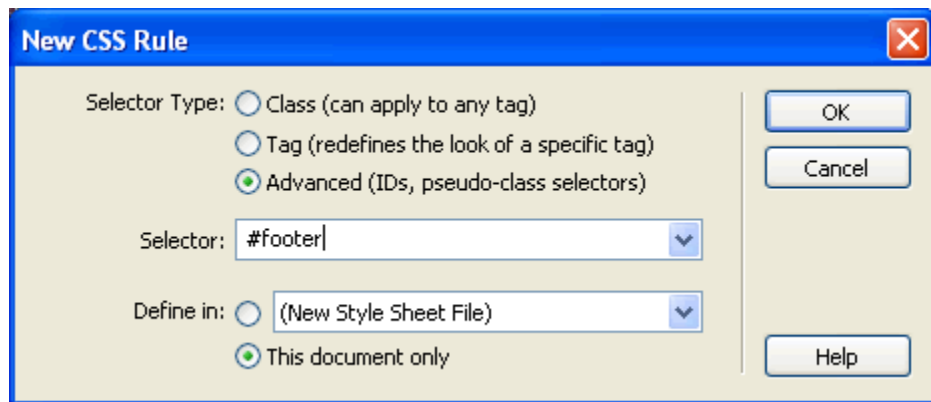 New CSS Rule
Selector Type: Class (can apply to any tag)
OK
Tag (redefines the look of a specific tag)
Cancel
Advanced (IDs, pseudo-class selectors)
Selector: #footer
Define in: (New Style Sheet File)
This document only
Help